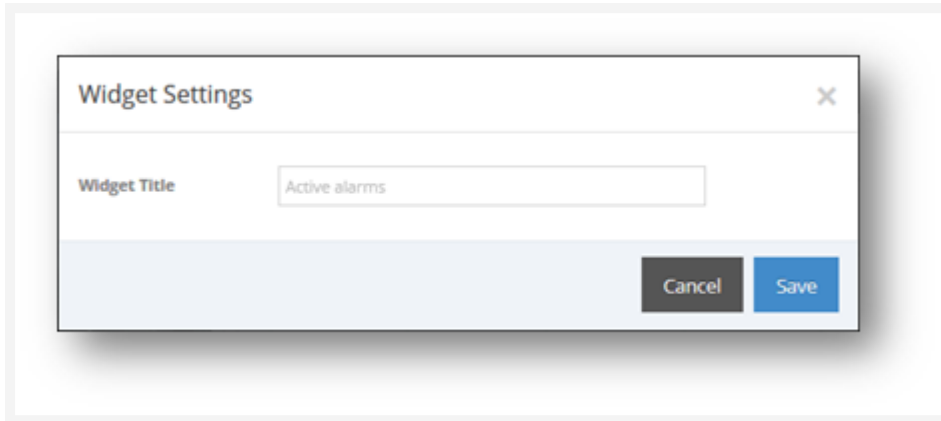 Widget Settings
Widget Title
Active alarms
Cancel
Save